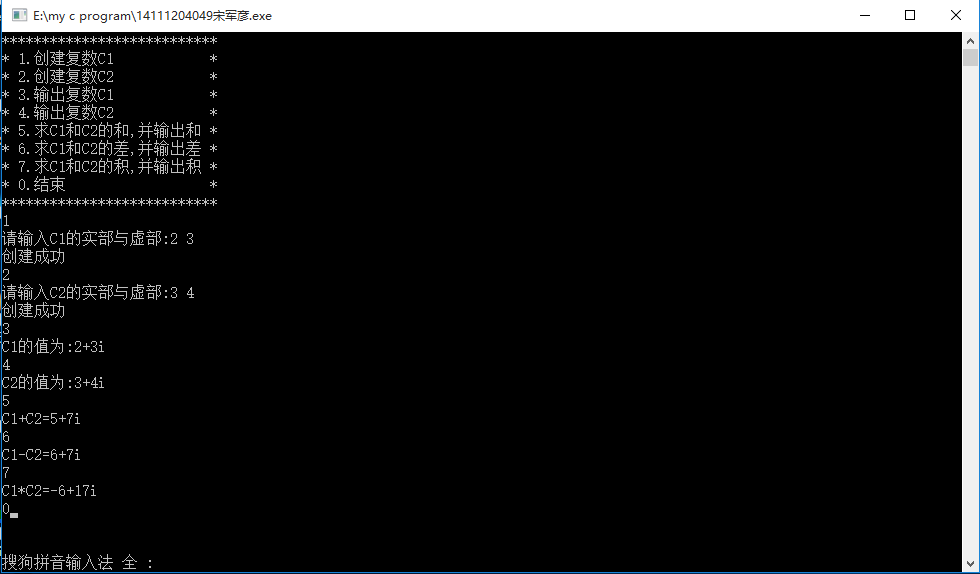 E:\my c program\14111204049宋军彦.exe
***************************
* 1.创建复数C1 *
* 2.创建复数C2 *
* 3.输出复数C1 *
* 4.输出复数C2 *
* 5.求C1和C2的和,并输出和 *
* 6.求C1和C2的差,并输出差 *
* 7.求C1和C2的积,并输出积 *
* 0.结束 *
***************************
1
请输入C1的实部与虚部:2 3
创建成功
2
请输入C2的实部与虚部:3 4
创建成功
3
C1的值为:2+3i
4
C2的值为:3+4i
5
C1+C2=5+7i
6
C1-C2=6+7i
7
C1*C2=-6+17i
0
搜狗拼音输入法 全 :